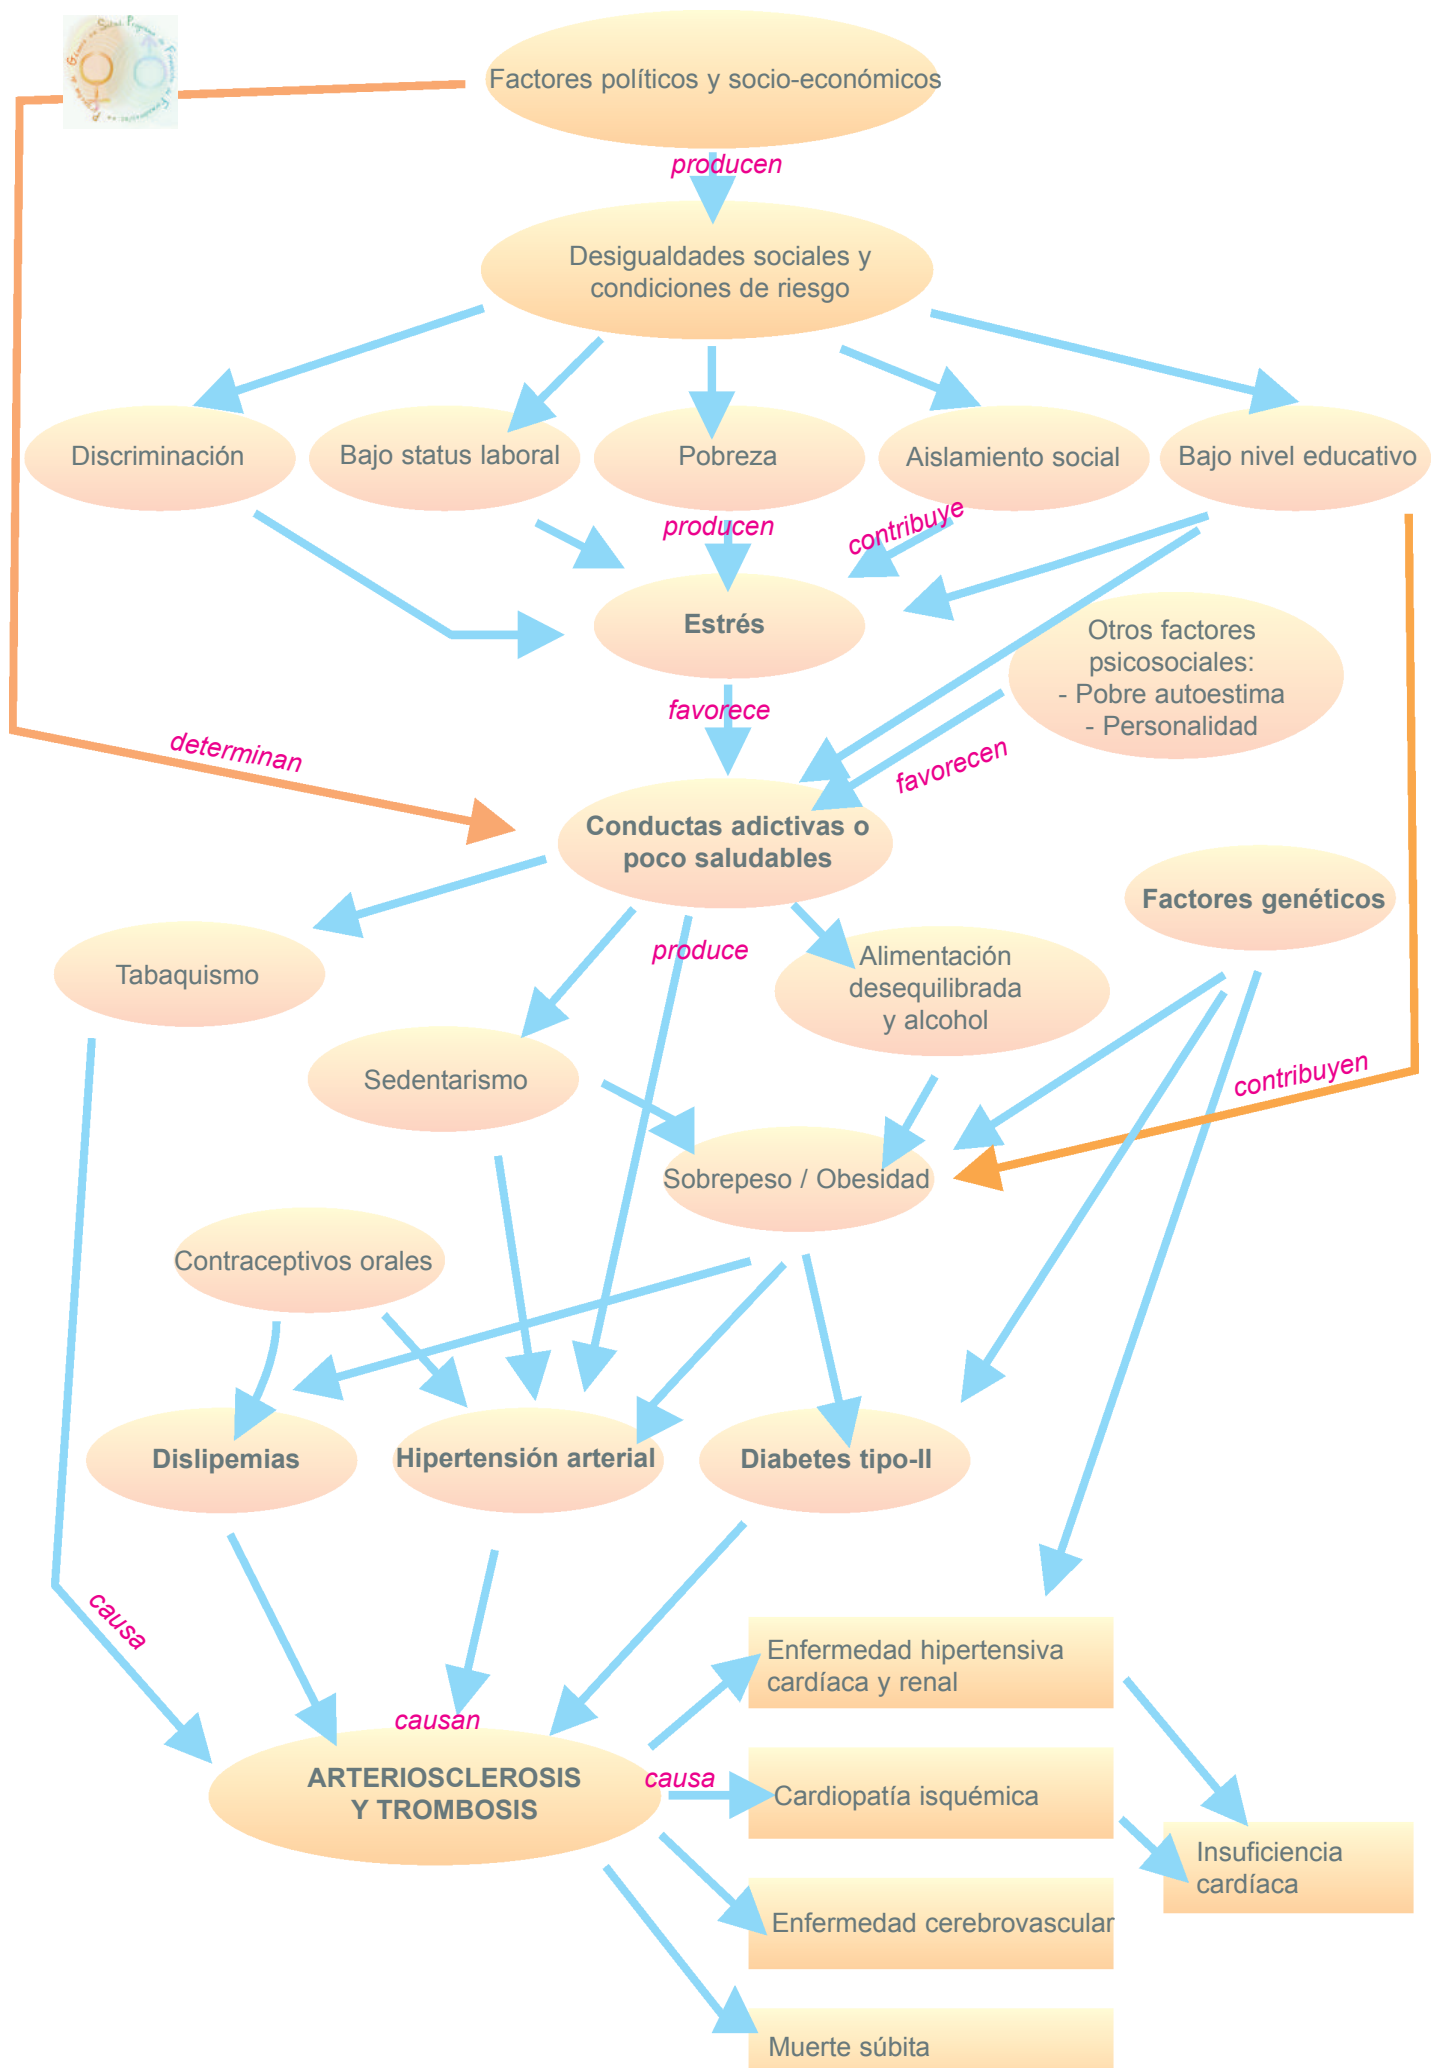 Factores políticos y socio-económicos
producen
Desigualdades sociales y
condiciones de riesgo
Discriminación
Bajo status laboral
Pobreza
Aislamiento social
Bajo nivel educativo
producen
contribuye
Estrés
Otros factores
psicosociales:
- Pobre autoestima
- Personalidad
favorece
determinan
favorecen
Conductas adictivas o
poco saludables
Factores genéticos
produce
Tabaquismo
Alimentación
desequilibrada
y alcohol
Sedentarismo
contribuyen
Sobrepeso / Obesidad
Contraceptivos orales
Dislipemias
Hipertensión arterial
Diabetes tipo-II
causa
Enfermedad hipertensiva
cardíaca y renal
causan
ARTERIOSCLEROSIS
Y TROMBOSIS
causa
Cardiopatía isquémica
Insuficiencia
cardíaca
Enfermedad cerebrovascular
Muerte súbita